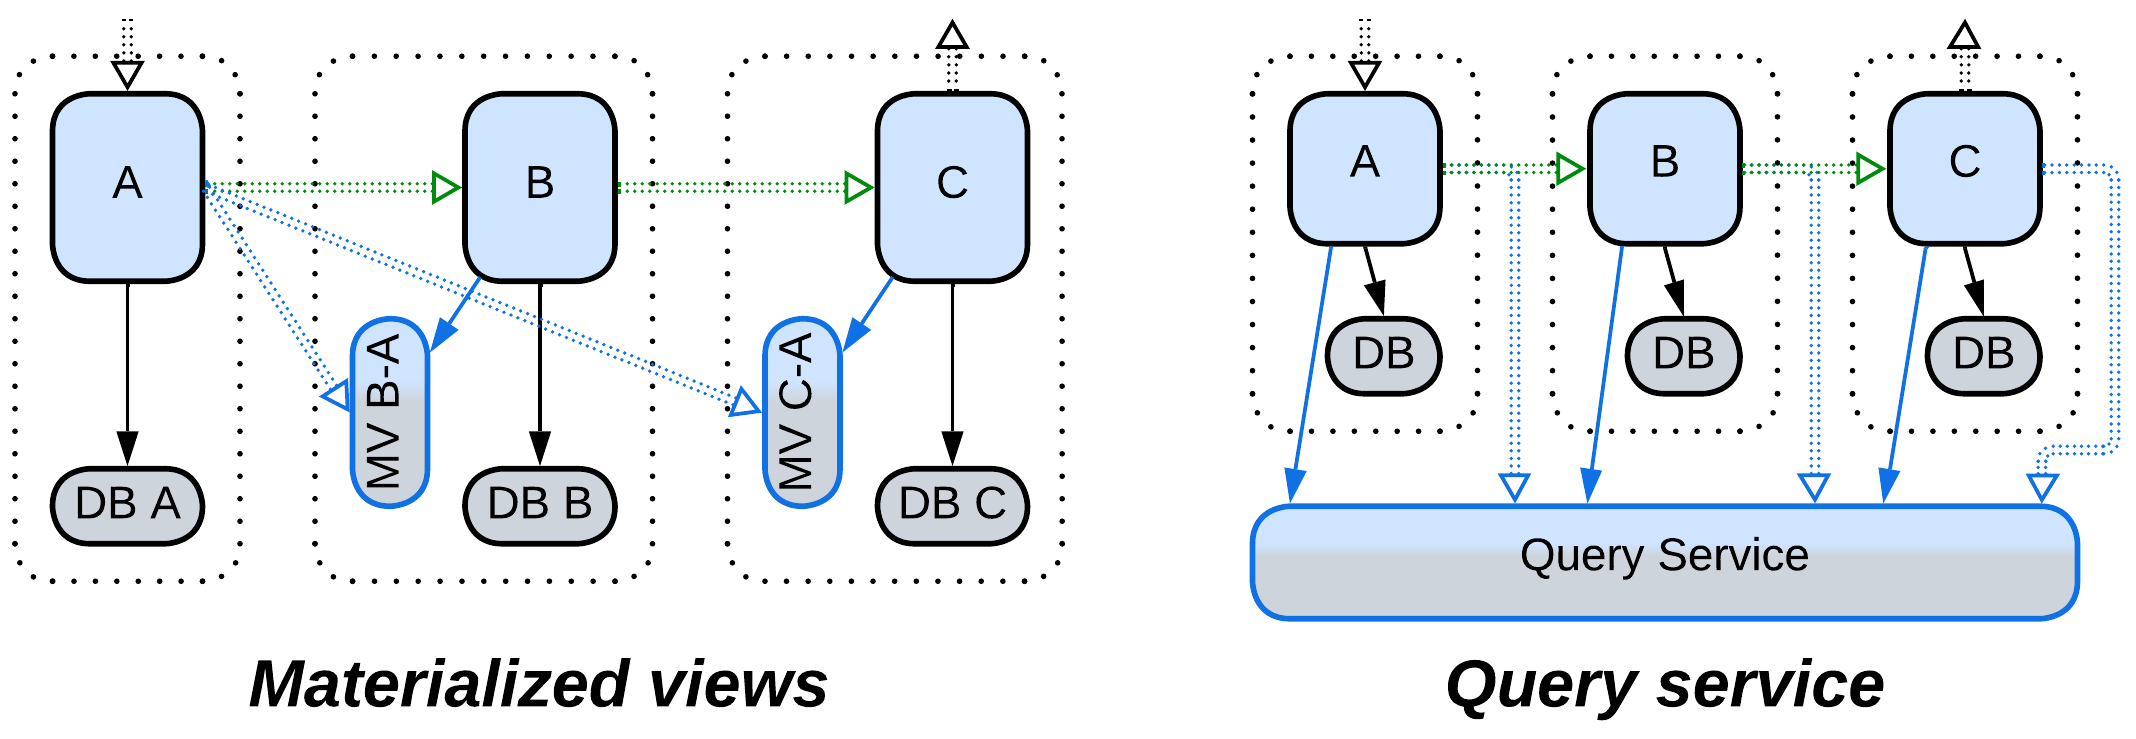 A
B
C
MV B-A
MV C-A
DB A
DB B
DB C
Materialized views
A
B
C
DB
DB
DB
Query Service
Query service